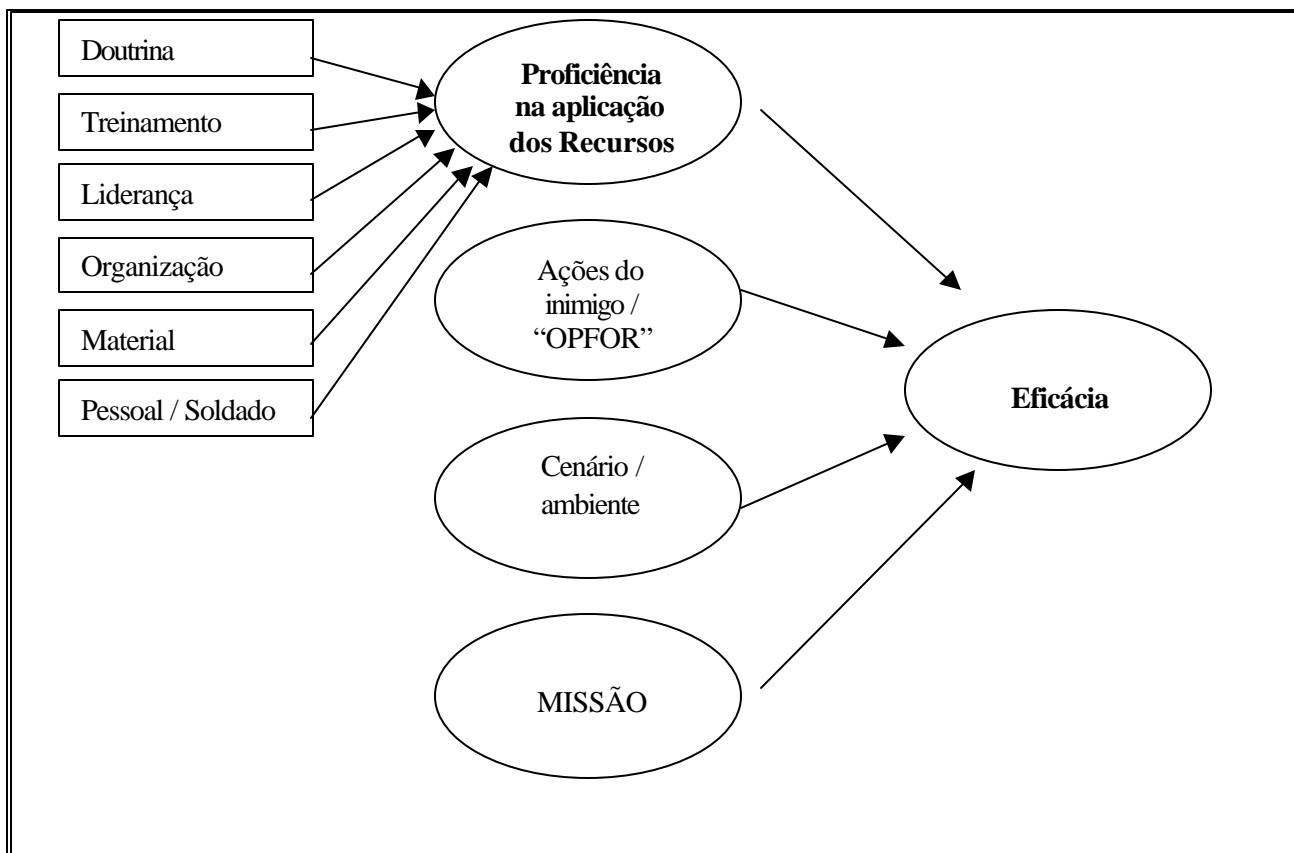 Doutrina
Treinamento
Liderança
Organização
Material
Pessoal / Soldado
Proficiência
na aplicação
dos Recursos
Ações do
inimigo /
“OPFOR”
Cenário /
ambiente
MISSÃO
Eficácia